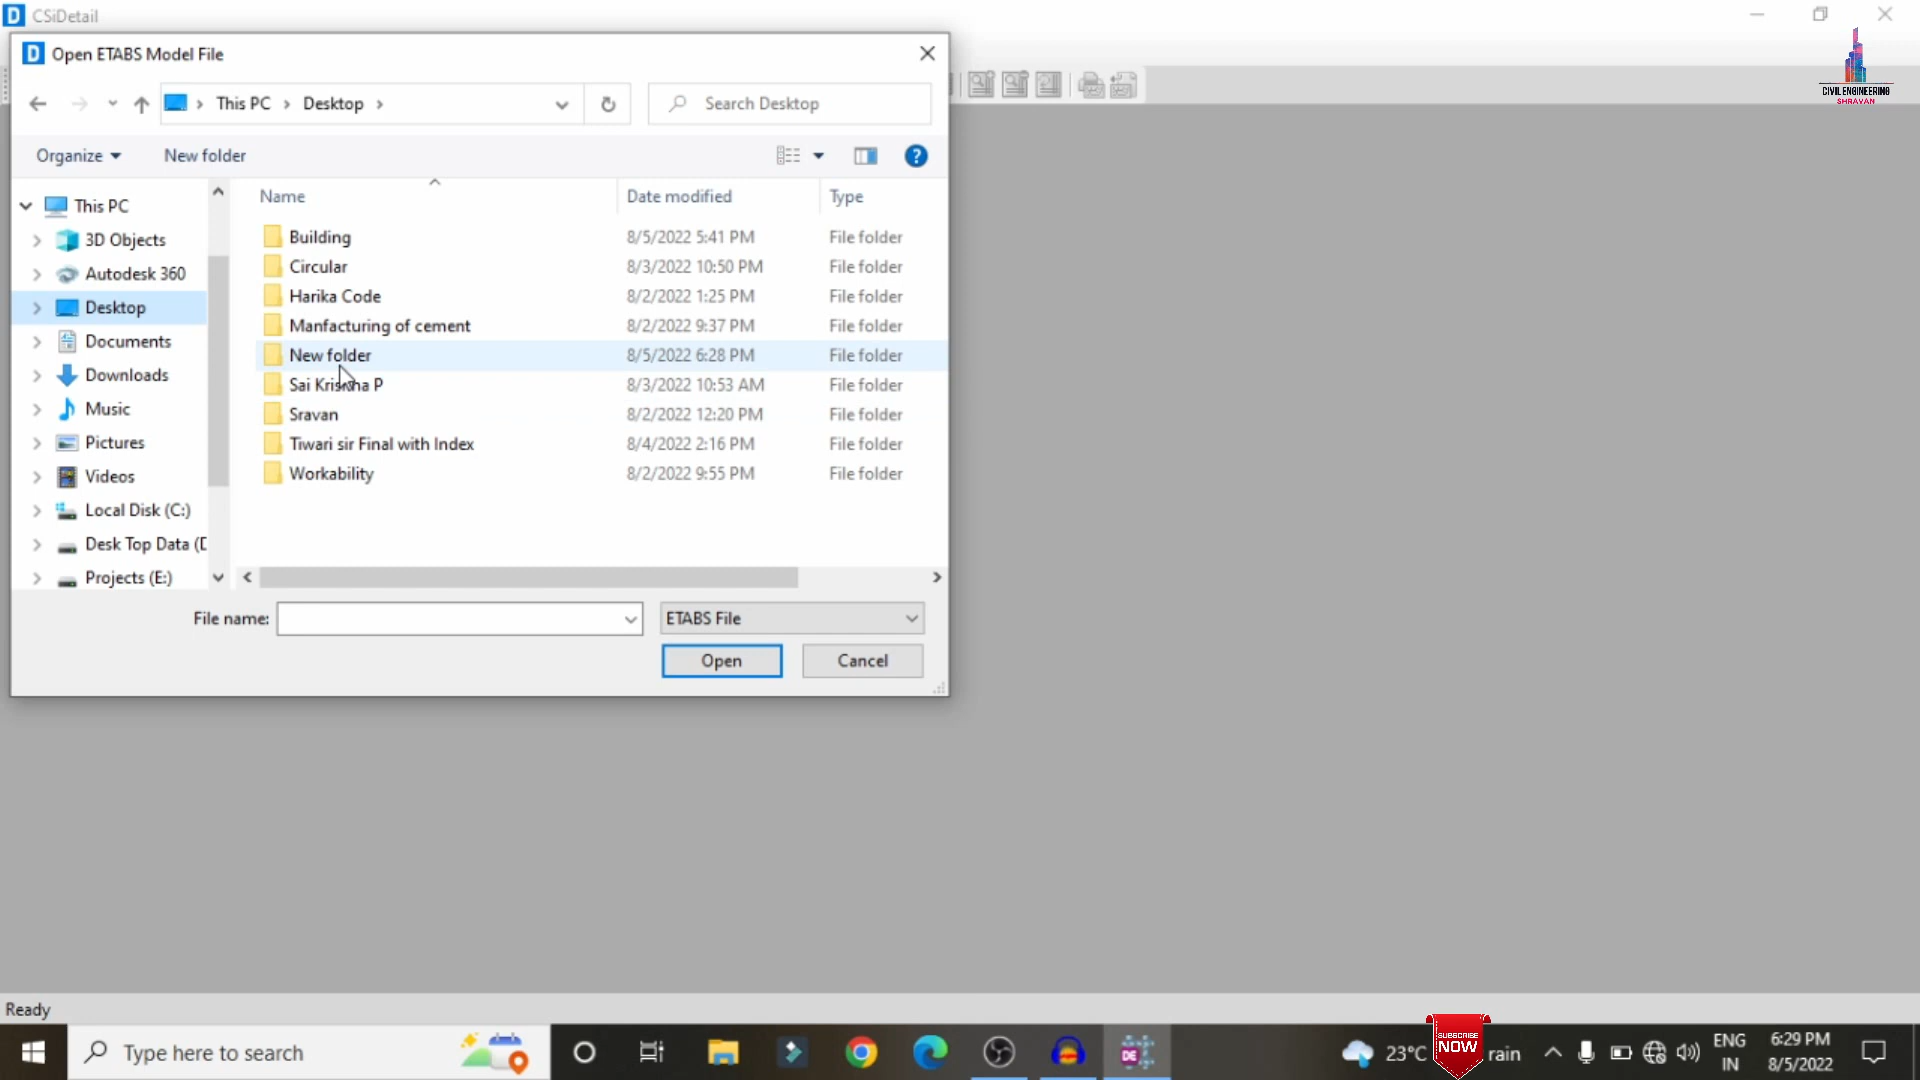 CSiDetail
Open ETABS Model File
This PC
Desktop
Search Desktop
CIVIL ENGINEERING
SHRAVAN
Organize
New folder
Name
Date modified
Type
This PC
3D Objects
Autodesk 360
Desktop
Documents
Downloads
Music
Pictures
Videos
Local Disk (C:)
Desk Top Data (D
Projects (E:)
Building 8/5/2022 5:41 PM File folder
Circular 8/3/2022 10:50 PM File folder
Harika Code 8/2/2022 1:25 PM File folder
Manfacturing of cement 8/2/2022 9:37 PM File folder
New folder 8/5/2022 6:28 PM File folder
Sai Krishna P 8/3/2022 10:53 AM File folder
Sravan 8/2/2022 12:20 PM File folder
Tiwari sir Final with Index 8/4/2022 2:16 PM File folder
Workability 8/2/2022 9:55 PM File folder
File name:
ETABS File
Open
Cancel
Ready
Type here to search
DE
23°C
SUBSCRIBE
NOW
rain
ENG
IN
6:29 PM
8/5/2022